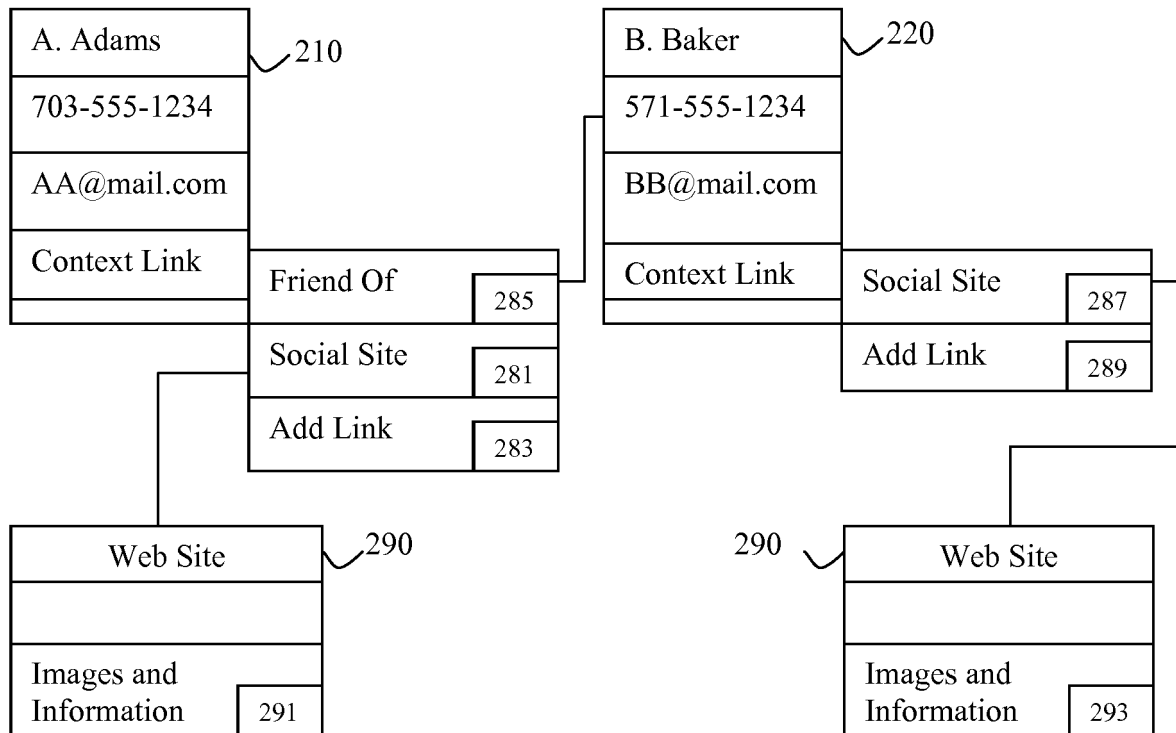 A. Adams
210
703-555-1234
AA@mail.com
Context Link
Friend Of
285
Social Site
281
Add Link
283
B. Baker
220
571-555-1234
BB@mail.com
Context Link
Social Site
287
Add Link
289
Web Site
290
Images and
Information
291
290
Web Site
Images and
Information
293